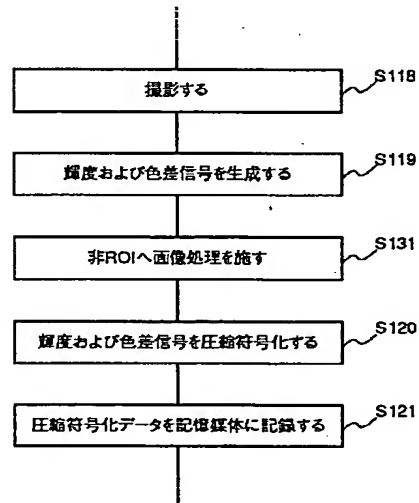 撮影する
S118
輝度および色差信号を生成する
S119
非ROIへ画像処理を施す
S131
輝度および色差信号を圧縮符号化する
S120
圧縮符号化データを記憶媒体に記録する
S121